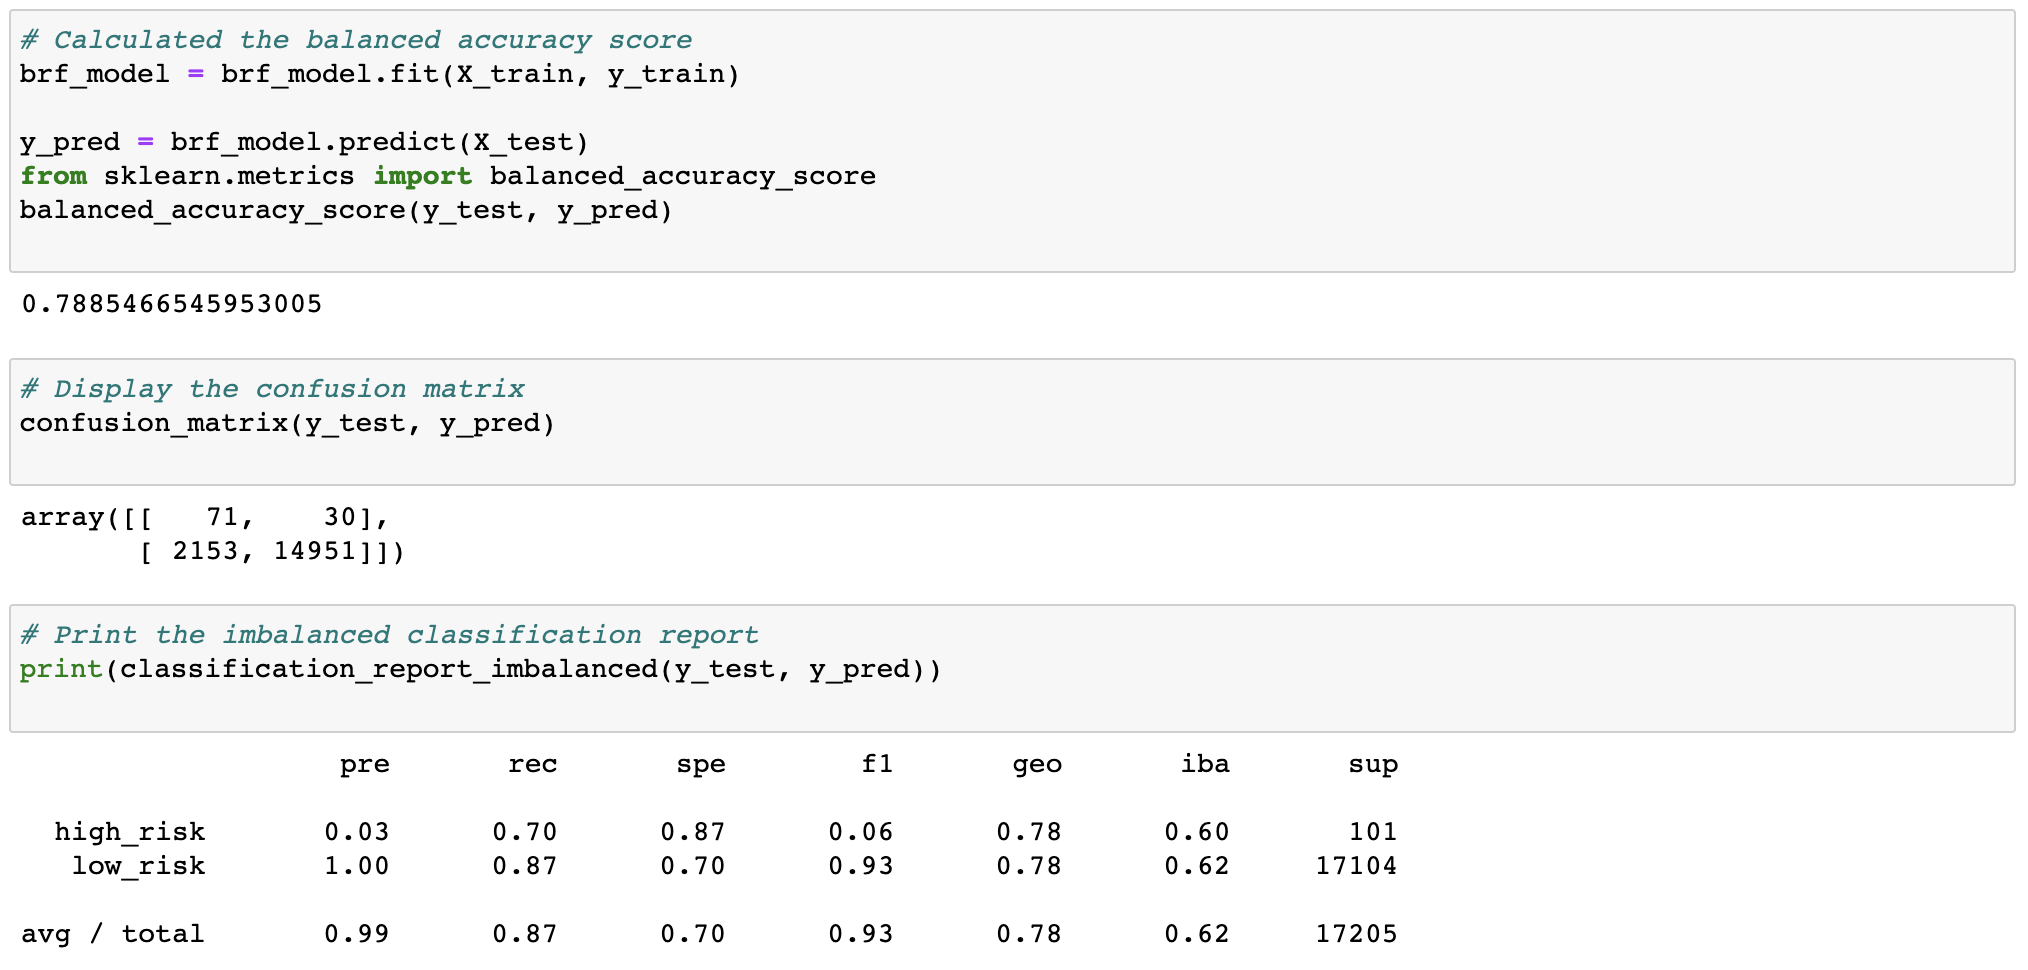 # Calculated the balanced accuracy score
brf_model = brf_model.fit(X_train, y_train)
y_pred = brf_model.predict(X_test)
from sklearn.metrics import balanced_accuracy_score
balanced_accuracy_score(y_test, y_pred)
0.7885466545953005
# Display the confusion matrix
confusion_matrix(y_test, y_pred)
array([[   71,    30],
       [ 2153, 14951]])
# Print the imbalanced classification report
print(classification_report_imbalanced(y_test, y_pred))
pre rec spe f1 geo iba sup
high_risk 0.03 0.70 0.87 0.06 0.78 0.60 101
low_risk 1.00 0.87 0.70 0.93 0.78 0.62 17104
avg / total 0.99 0.87 0.70 0.93 0.78 0.62 17205